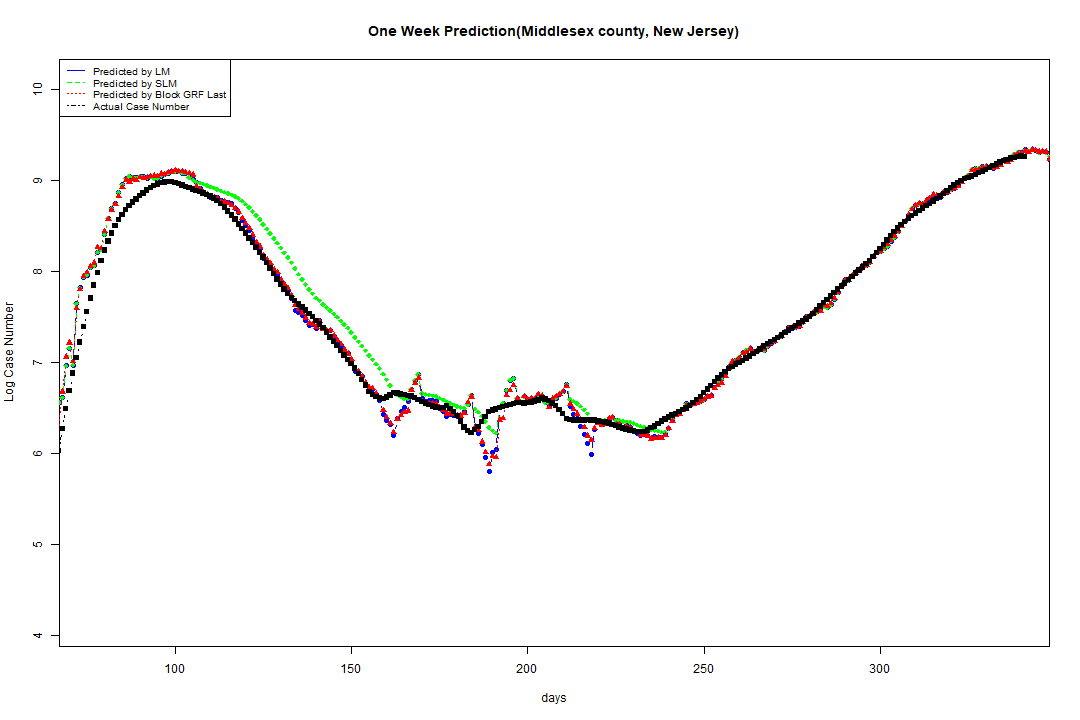 One Week Prediction(Middlesex county, New Jersey)
Predicted by LM
Predicted by SLM
Predicted by Block GRF Last
Actual Case Number
Log Case Number
10
9
8
7
6
5
4
100 150 200 250 300
days